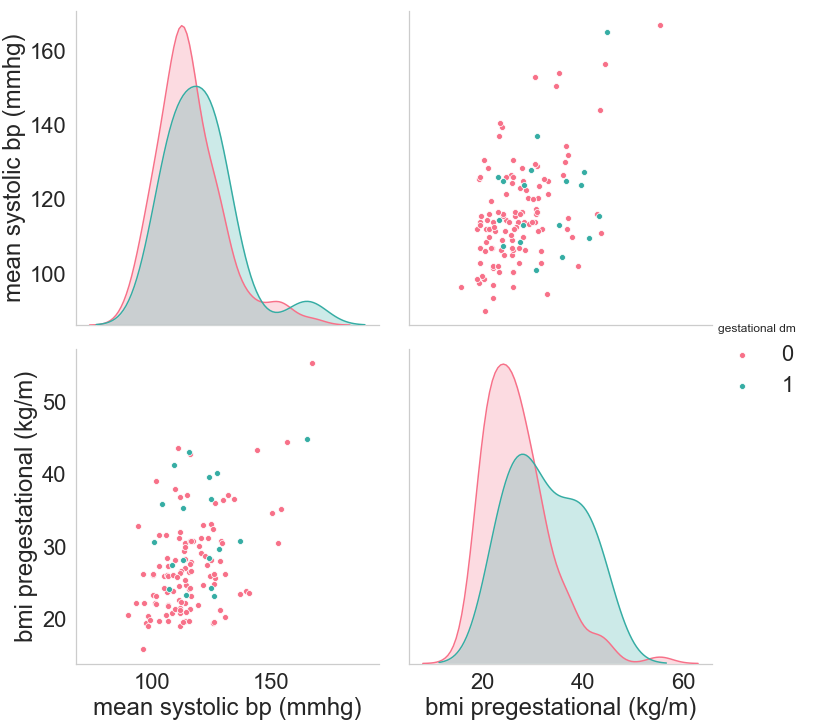 mean systolic bp (mmhg)
160
140
120
100
gestational dm
0
1
bmi pregestational (kg/m)
50
40
30
20
100 150
20 40 60
mean systolic bp (mmhg)
bmi pregestational (kg/m)